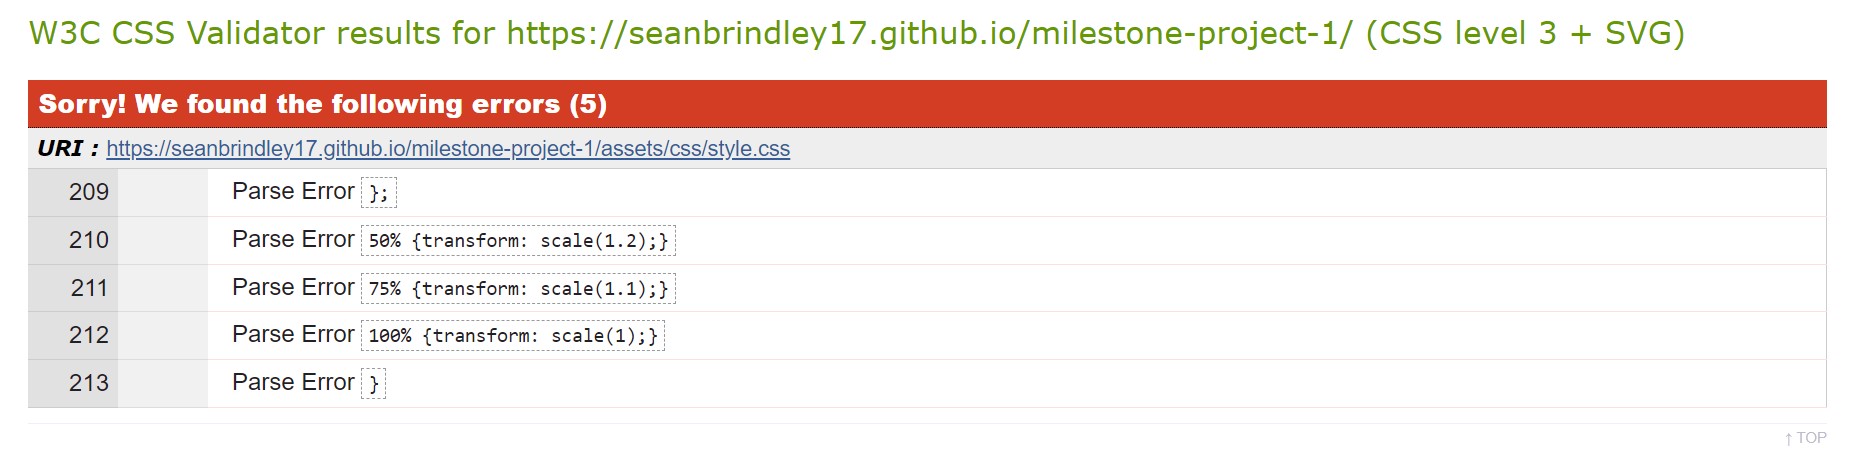 W3C CSS Validator results for https://seanbrindley17.github.io/milestone-project-1/ (CSS level 3 + SVG)
Sorry! We found the following errors (5)
URI : https://seanbrindley17.github.io/milestone-project-1/assets/css/style.css
209 Parse Error };
210 Parse Error 50% {transform: scale(1.2);}
211 Parse Error 75% {transform: scale(1.1);}
212 Parse Error 100% {transform: scale(1);}
213 Parse Error }
↑ TOP